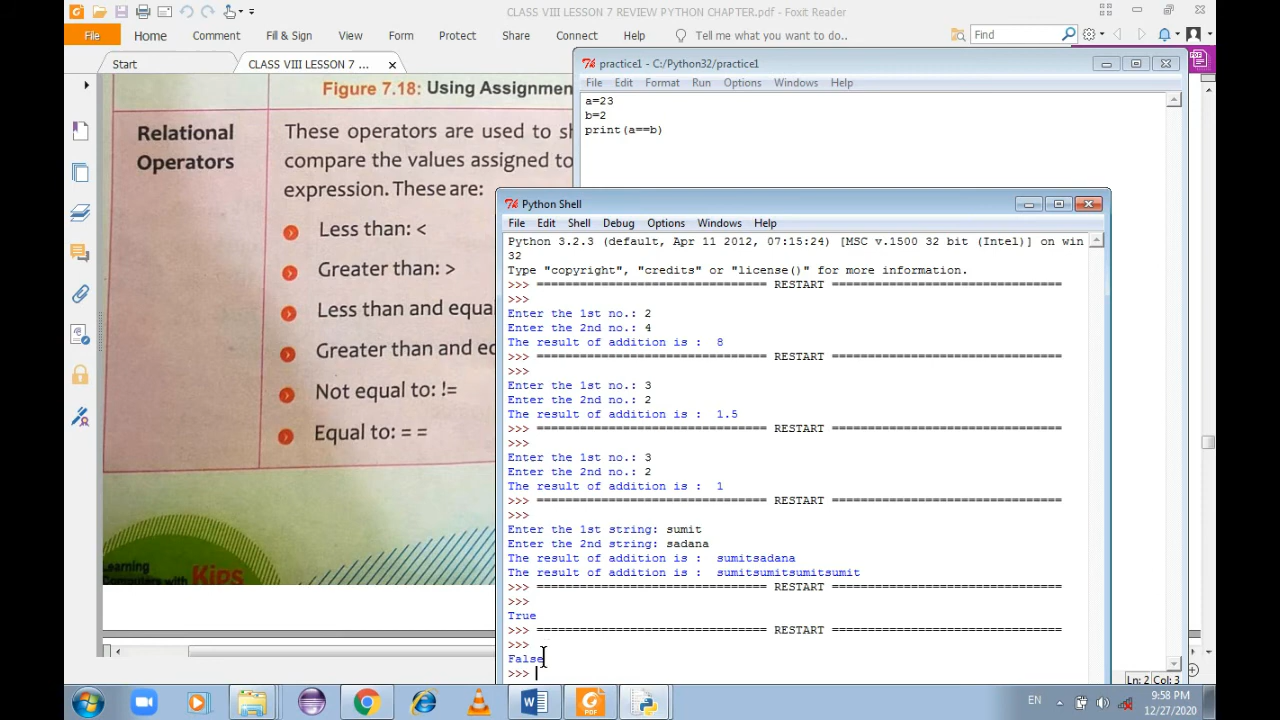 CLASS VIII LESSON 7 REVIEW PYTHON CHAPTER.pdf - Foxit Reader
File Home Comment Fill & Sign View Form Protect Share Connect Help Tell me what you want to do.. Find
Start CLASS VIII LESSON 7 ...
Figure 7.18: Using Assignmen
Relational
Operators
These operators are used to sh
compare the values assigned to
expression. These are:
Less than: <
Greater than: >
Less than and equa
Greater than and eq
Not equal to: !=
Equal to: = =
Learning
Computers with Kips
practice1 - C:/Python32/practice1
File Edit Format Run Options Windows Help
a=23
b=2
print(a==b)
Python Shell
File Edit Shell Debug Options Windows Help
Python 3.2.3 (default, Apr 11 2012, 07:15:24) [MSC v.1500 32 bit (Intel)] on win
32
Type "copyright", "credits" or "license()" for more information.
>>> ================================ RESTART ================================
>>>
Enter the 1st no.: 2
Enter the 2nd no.: 4
The result of addition is :  8
>>> ================================ RESTART ================================
>>>
Enter the 1st no.: 3
Enter the 2nd no.: 2
The result of addition is :  1.5
>>> ================================ RESTART ================================
>>>
Enter the 1st no.: 3
Enter the 2nd no.: 2
The result of addition is :  1
>>> ================================ RESTART ================================
>>>
Enter the 1st string: sumit
Enter the 2nd string: sadana
The result of addition is :  sumitsadana
The result of addition is :  sumitsumitsumitsumit
>>> ================================ RESTART ================================
>>>
True
>>> ================================ RESTART ================================
>>>
False
>>>
Ln: 2 Col: 3
EN
9:58 PM
12/27/2020